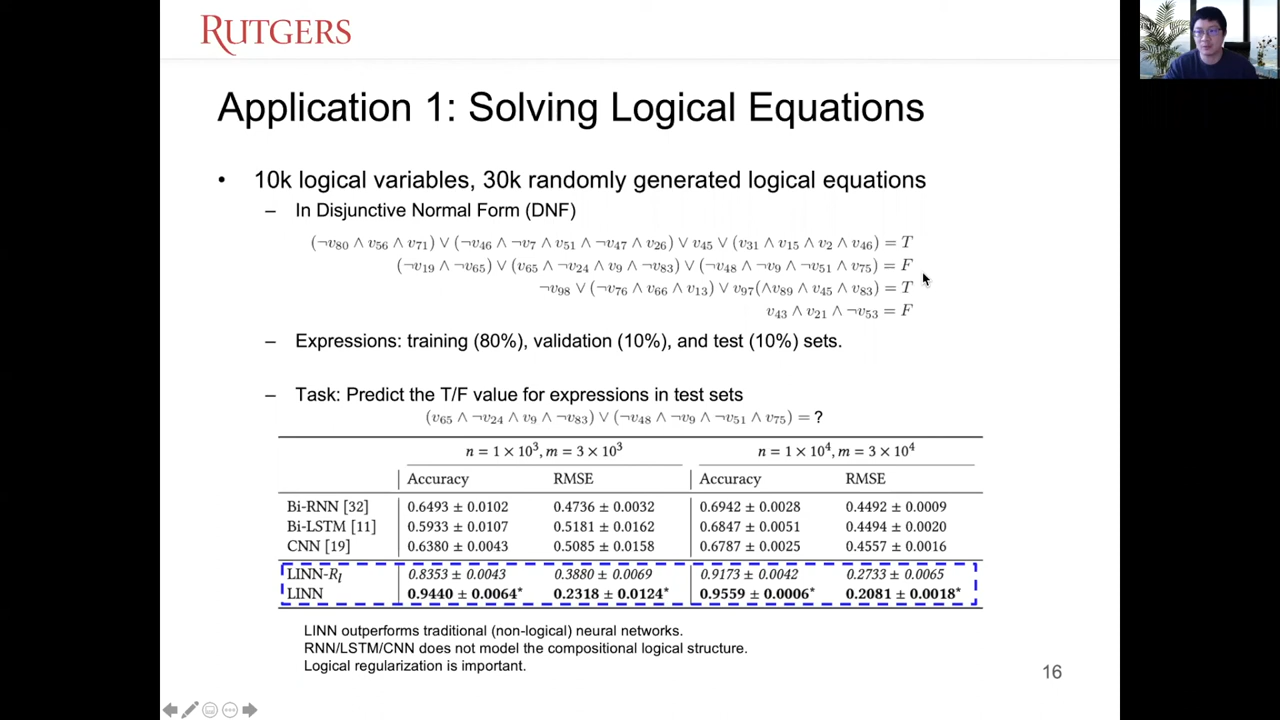 RUTGERS
Application 1: Solving Logical Equations
• 10k logical variables, 30k randomly generated logical equations
– In Disjunctive Normal Form (DNF)
(¬v80 ∧ v56 ∧ v71) ∨ (¬v46 ∧ ¬v7 ∧ v51 ∧ ¬v47 ∧ v26) ∨ v45 ∨ (v31 ∧ v15 ∧ v2 ∧ v46) = T
(¬v19 ∧ ¬v65) ∨ (v65 ∧ ¬v24 ∧ v9 ∧ ¬v83) ∨ (¬v48 ∧ ¬v9 ∧ ¬v51 ∧ v75) = F
¬v98 ∨ (¬v76 ∧ v66 ∧ v13) ∨ v97(∧v89 ∧ v45 ∧ v83) = T
v43 ∧ v21 ∧ ¬v53 = F
– Expressions: training (80%), validation (10%), and test (10%) sets.
– Task: Predict the T/F value for expressions in test sets
(v65 ∧ ¬v24 ∧ v9 ∧ ¬v83) ∨ (¬v48 ∧ ¬v9 ∧ ¬v51 ∧ v75) = ?
n = 1 × 10³, m = 3 × 10³ n = 1 × 10⁴, m = 3 × 10⁴
Accuracy RMSE Accuracy RMSE
Bi-RNN [32] 0.6493 ± 0.0102 0.4736 ± 0.0032 0.6942 ± 0.0028 0.4492 ± 0.0009
Bi-LSTM [11] 0.5933 ± 0.0107 0.5181 ± 0.0162 0.6847 ± 0.0051 0.4494 ± 0.0020
CNN [19] 0.6380 ± 0.0043 0.5085 ± 0.0158 0.6787 ± 0.0025 0.4557 ± 0.0016
LINN-Rl 0.8353 ± 0.0043 0.3880 ± 0.0069 0.9173 ± 0.0042 0.2733 ± 0.0065
LINN 0.9440 ± 0.0064* 0.2318 ± 0.0124* 0.9559 ± 0.0006* 0.2081 ± 0.0018*
LINN outperforms traditional (non-logical) neural networks.
RNN/LSTM/CNN does not model the compositional logical structure.
Logical regularization is important.
16